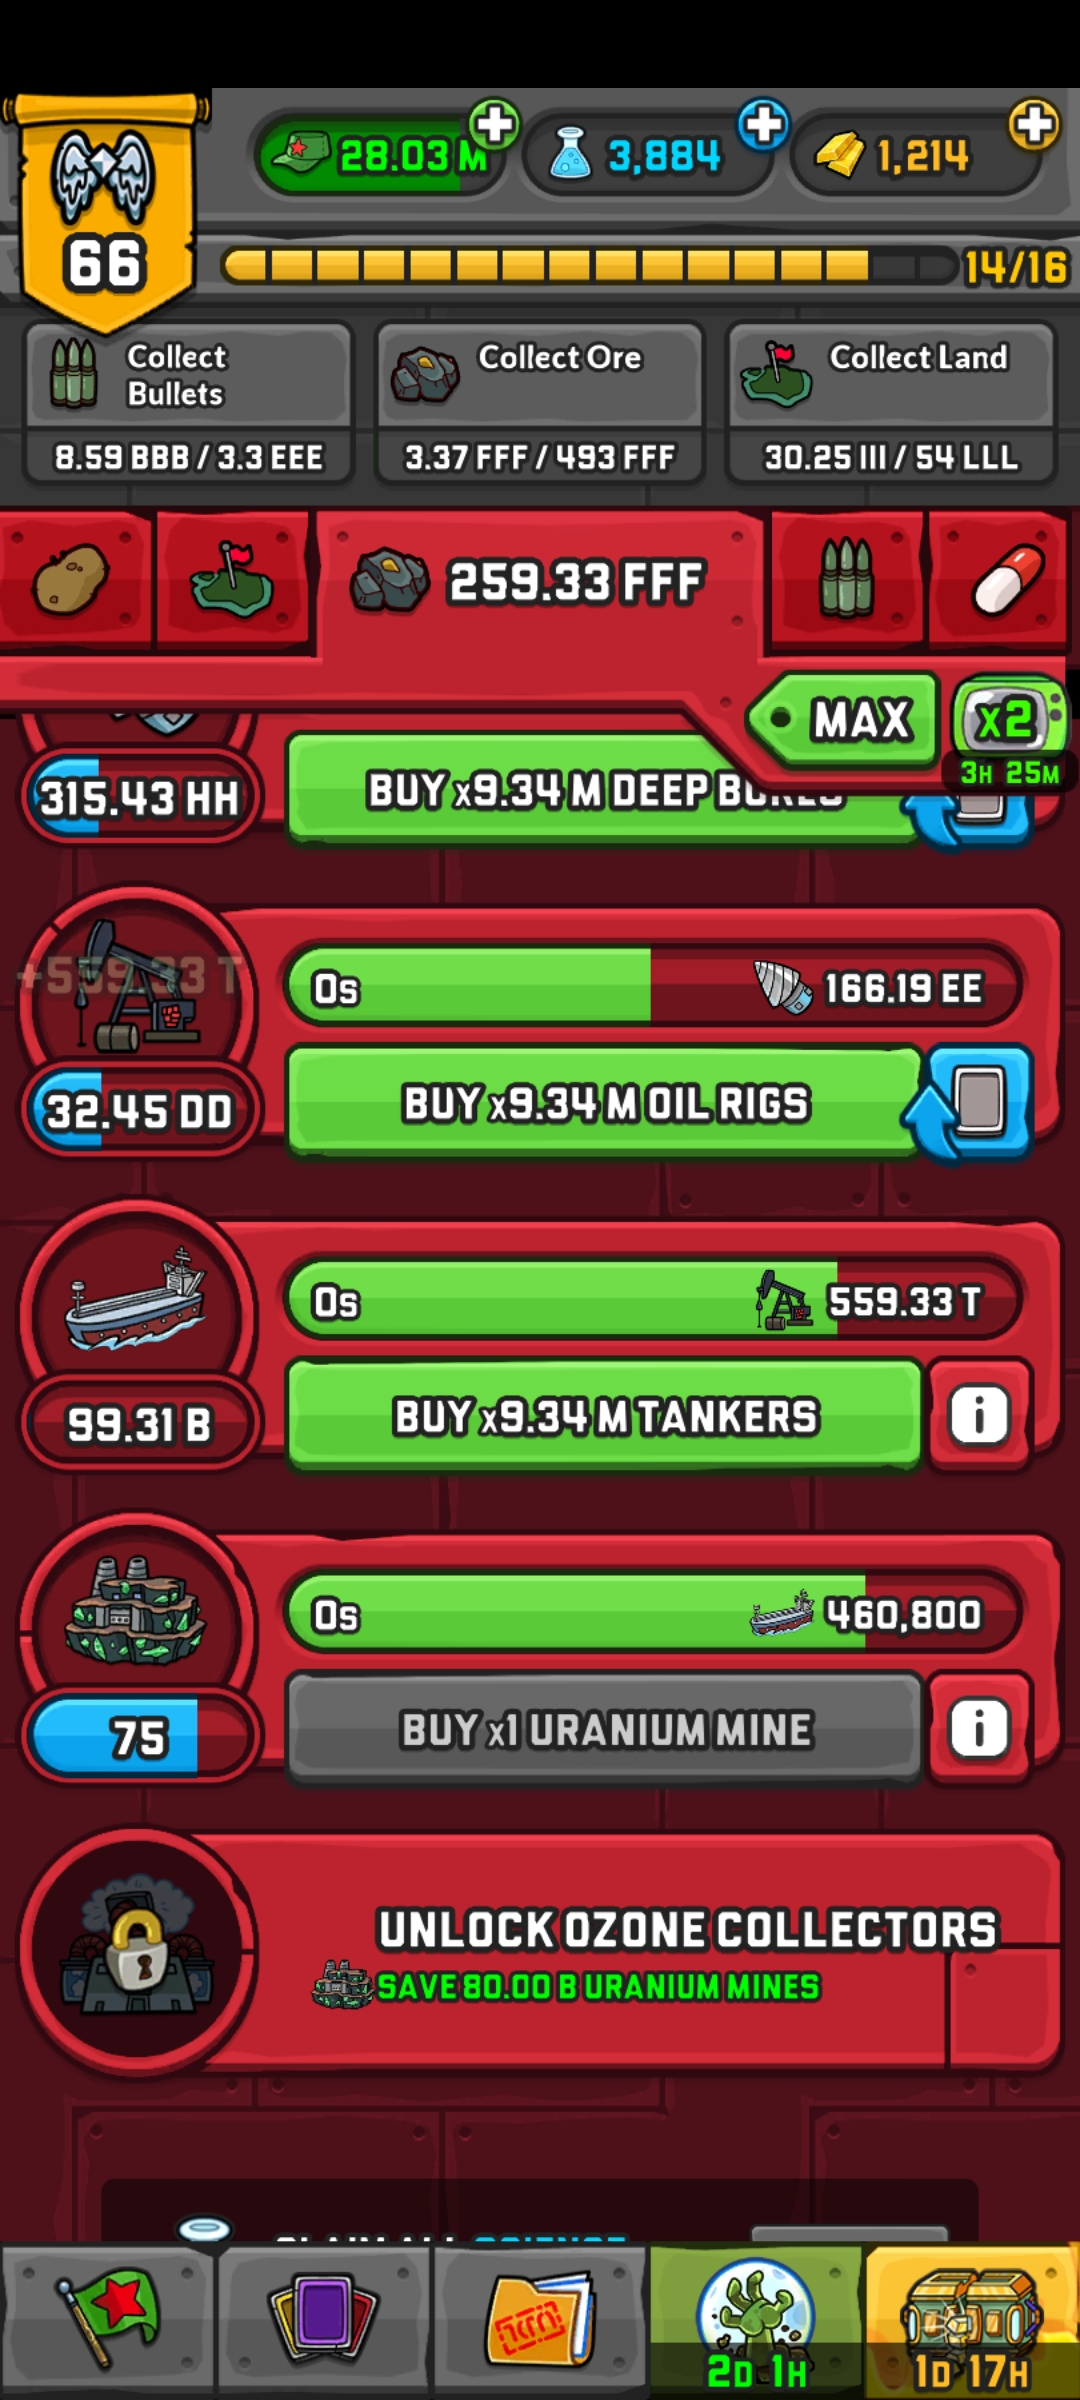 28.03 M
3,884
1,214
66
14/16
Collect
Bullets
Collect Ore
Collect Land
8.59 BBB / 3.3 EEE
3.37 FFF / 493 FFF
30.25 III / 54 LLL
259.33 FFF
MAX
x2
3H 25M
315.43 HH
BUY x9.34 M DEEP BORES
+559.33 T
0s
166.19 EE
32.45 DD
BUY x9.34 M OIL RIGS
0s
559.33 T
99.31 B
BUY x9.34 M TANKERS
i
0s
460,800
75
BUY x1 URANIUM MINE
i
UNLOCK OZONE COLLECTORS
SAVE 80.00 B URANIUM MINES
CLAIM ALL SCIENCE
2D 1H
1D 17H